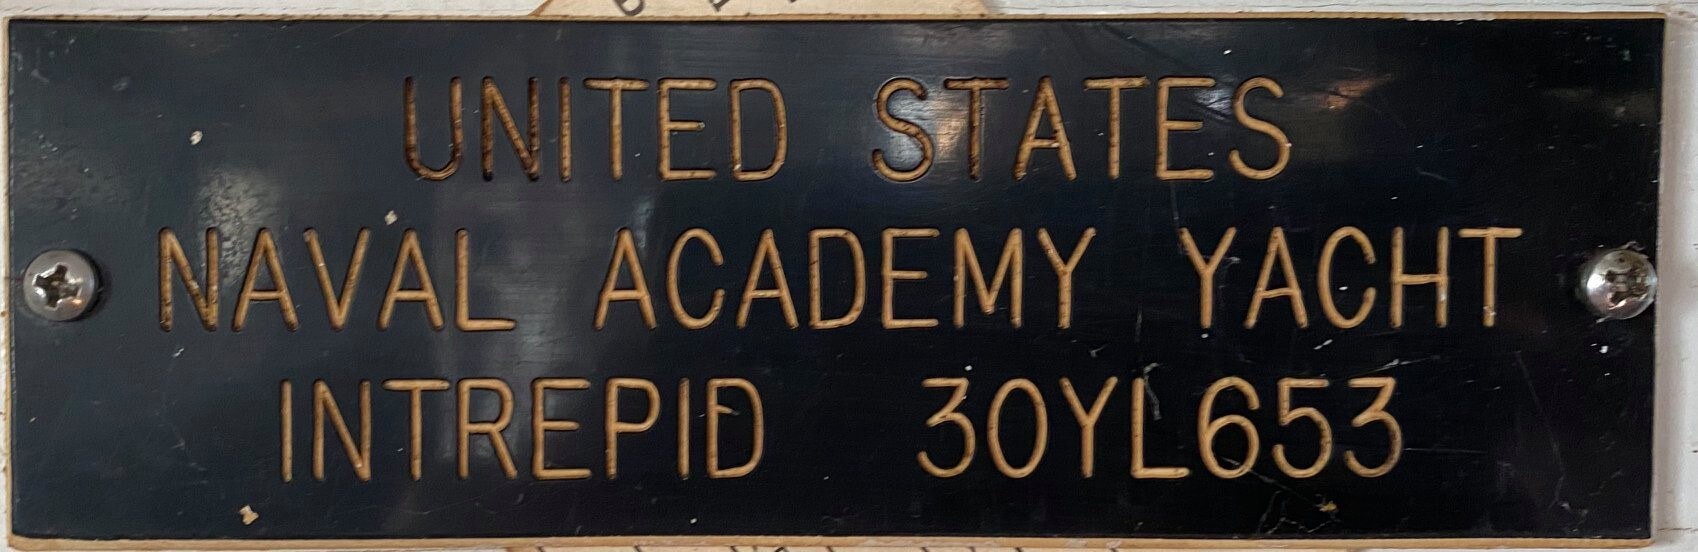 UNITED STATES
NAVAL ACADEMY YACHT
INTREPID 30YL653